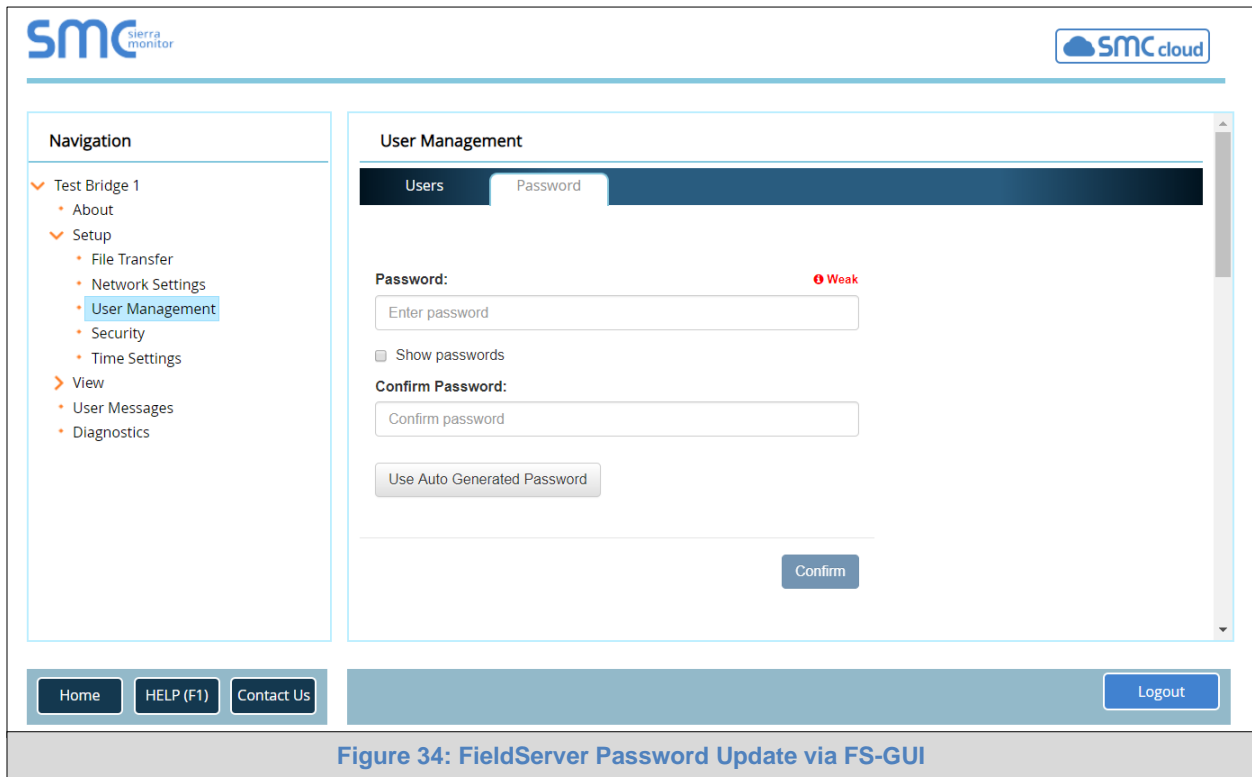 SMC sierra monitor
SMC cloud
Navigation
Test Bridge 1
About
Setup
File Transfer
Network Settings
User Management
Security
Time Settings
View
User Messages
Diagnostics
User Management
Users Password
Password: Weak
Enter password
Show passwords
Confirm Password:
Confirm password
Use Auto Generated Password
Confirm
Home HELP (F1) Contact Us
Logout
Figure 34: FieldServer Password Update via FS-GUI